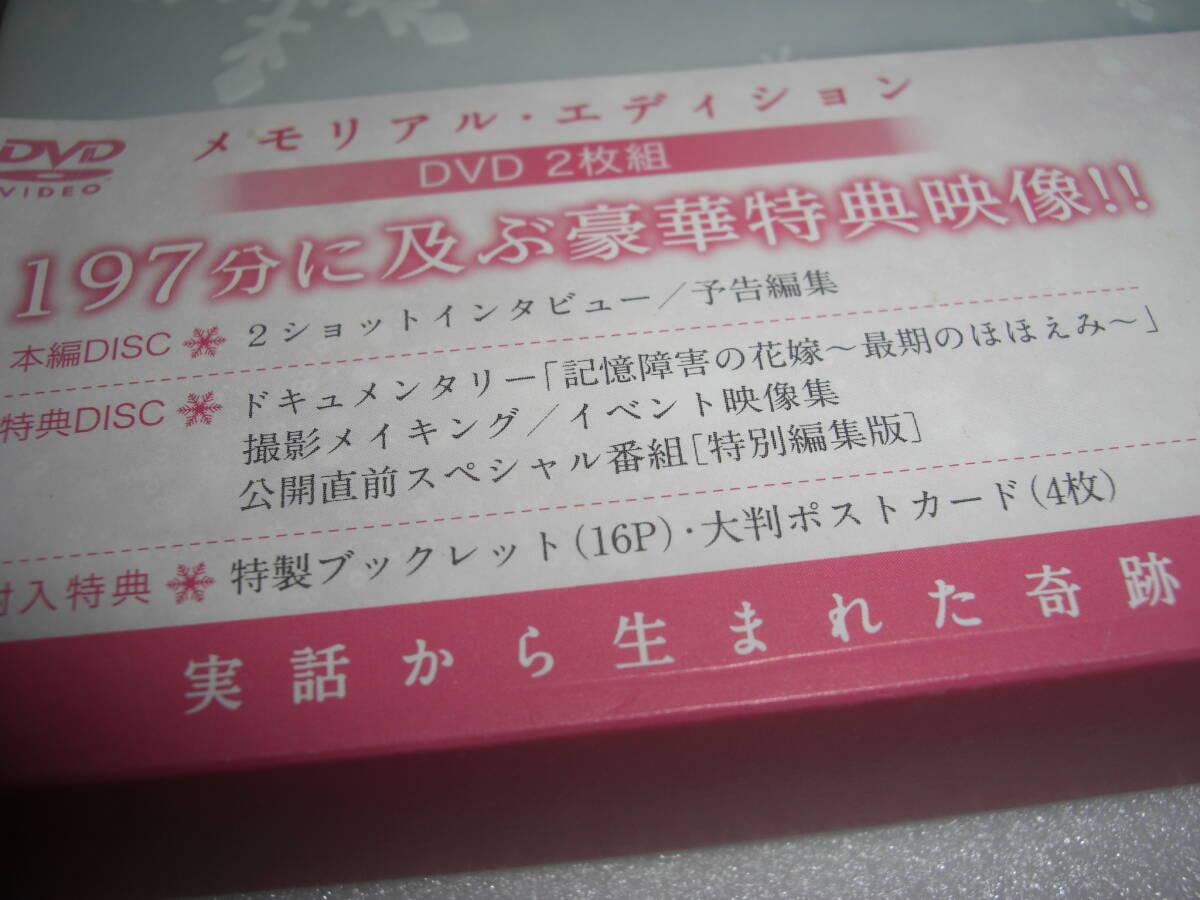 DVD
VIDEO
メモリアル・エディション
DVD 2枚組
197分に及ぶ豪華特典映像!!
本編DISC 2ショットインタビュー／予告編集
特典DISC ドキュメンタリー「記憶障害の花嫁〜最期のほほえみ〜」
撮影メイキング／イベント映像集
公開直前スペシャル番組[特別編集版]
封入特典 特製ブックレット(16P)・大判ポストカード(4枚)
実話から生まれた奇跡